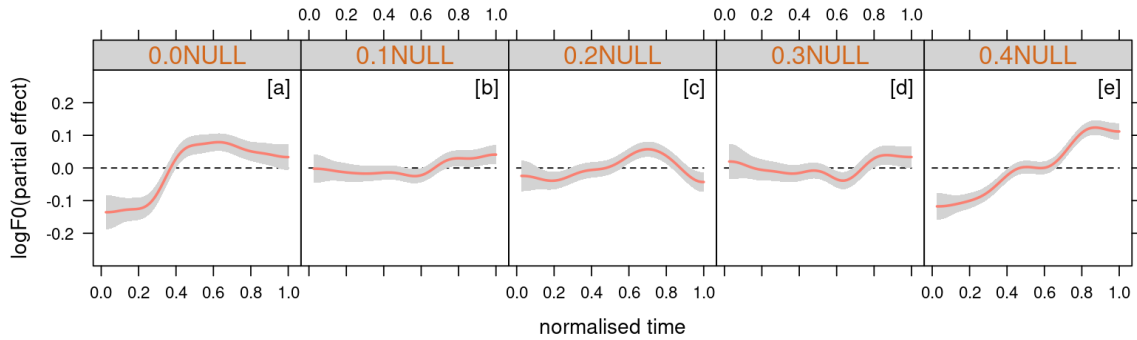 0.0 0.2 0.4 0.6 0.8 1.0 0.0 0.2 0.4 0.6 0.8 1.0
0.0NULL 0.1NULL 0.2NULL 0.3NULL 0.4NULL
[a] [b] [c] [d] [e]
0.2
0.1
0.0
-0.1
-0.2
logF0(partial effect)
0.0 0.2 0.4 0.6 0.8 1.0 0.0 0.2 0.4 0.6 0.8 1.0 0.0 0.2 0.4 0.6 0.8 1.0
normalised time